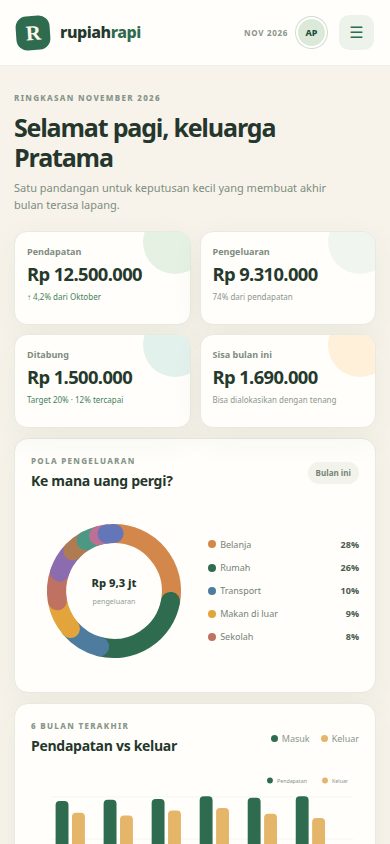 R rupiahrapi NOV 2026 AP ☰
RINGKASAN NOVEMBER 2026
Selamat pagi, keluarga
Pratama
Satu pandangan untuk keputusan kecil yang membuat akhir
bulan terasa lapang.
Pendapatan
Rp 12.500.000
↑ 4,2% dari Oktober
Pengeluaran
Rp 9.310.000
74% dari pendapatan
Ditabung
Rp 1.500.000
Target 20% · 12% tercapai
Sisa bulan ini
Rp 1.690.000
Bisa dialokasikan dengan tenang
POLA PENGELUARAN
Ke mana uang pergi?
Bulan ini
Rp 9,3 jt
pengeluaran
Belanja 28%
Rumah 26%
Transport 10%
Makan di luar 9%
Sekolah 8%
6 BULAN TERAKHIR
Pendapatan vs keluar
Masuk Keluar
Pendapatan Keluar